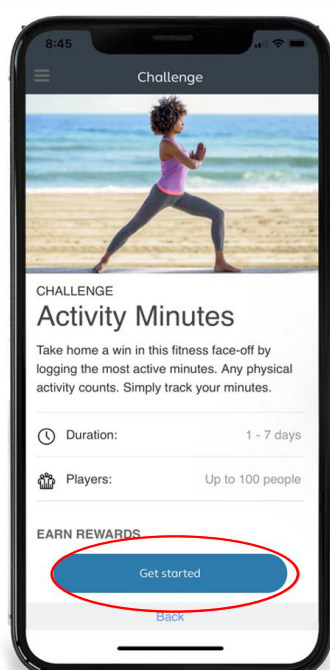 8:45
Challenge
CHALLENGE
Activity Minutes
Take home a win in this fitness face-off by
logging the most active minutes. Any physical
activity counts. Simply track your minutes.
Duration: 1 - 7 days
Players: Up to 100 people
EARN REWARDS
Get started
Back